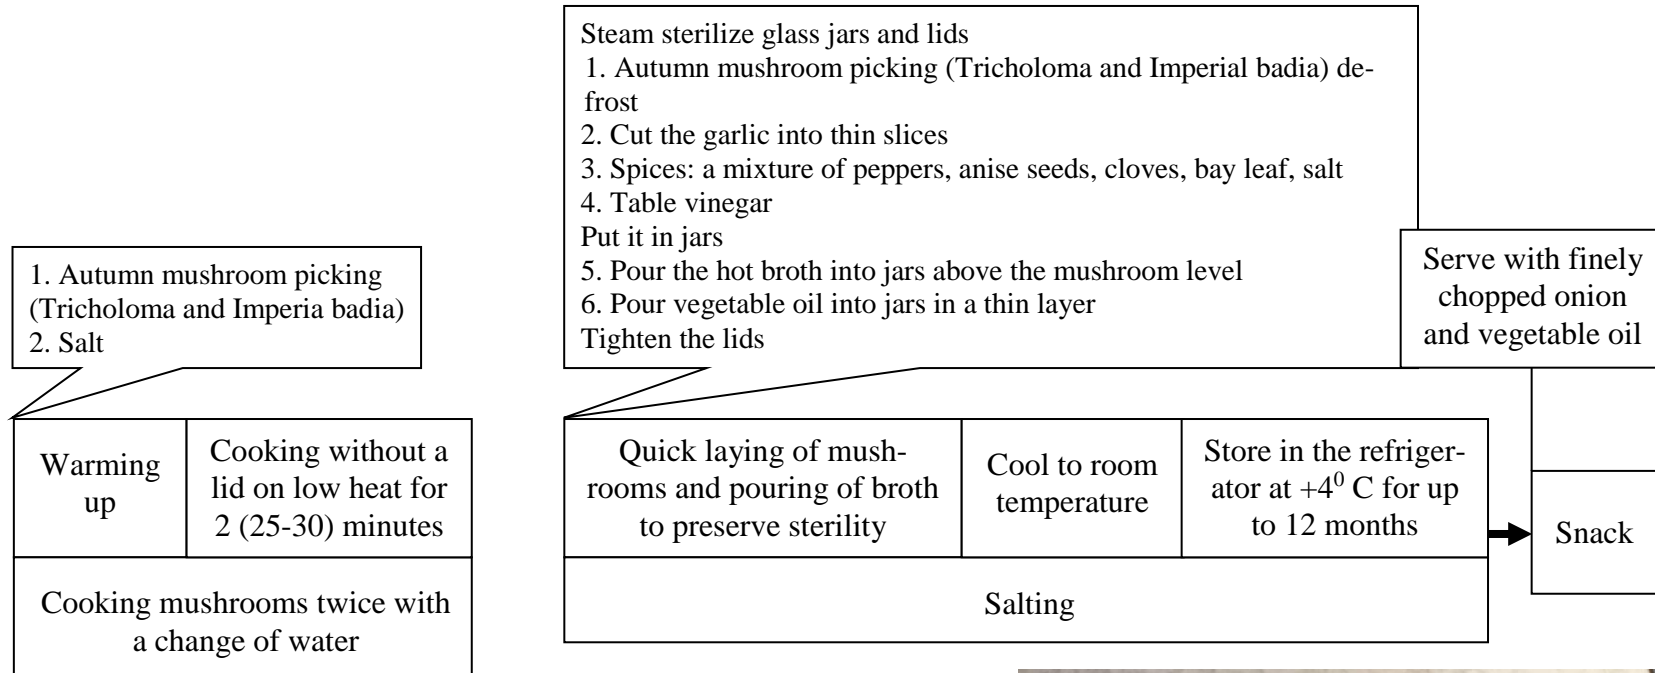 Steam sterilize glass jars and lids
1. Autumn mushroom picking (Tricholoma and Imperial badia) de-
frost
2. Cut the garlic into thin slices
3. Spices: a mixture of peppers, anise seeds, cloves, bay leaf, salt
4. Table vinegar
Put it in jars
5. Pour the hot broth into jars above the mushroom level
6. Pour vegetable oil into jars in a thin layer
Tighten the lids
1. Autumn mushroom picking
(Tricholoma and Imperia badia)
2. Salt
Serve with finely
chopped onion
and vegetable oil
Warming
up
Cooking without a
lid on low heat for
2 (25-30) minutes
Cooking mushrooms twice with
a change of water
Quick laying of mush-
rooms and pouring of broth
to preserve sterility
Cool to room
temperature
Store in the refriger-
ator at +4⁰ C for up
to 12 months
Salting
Snack